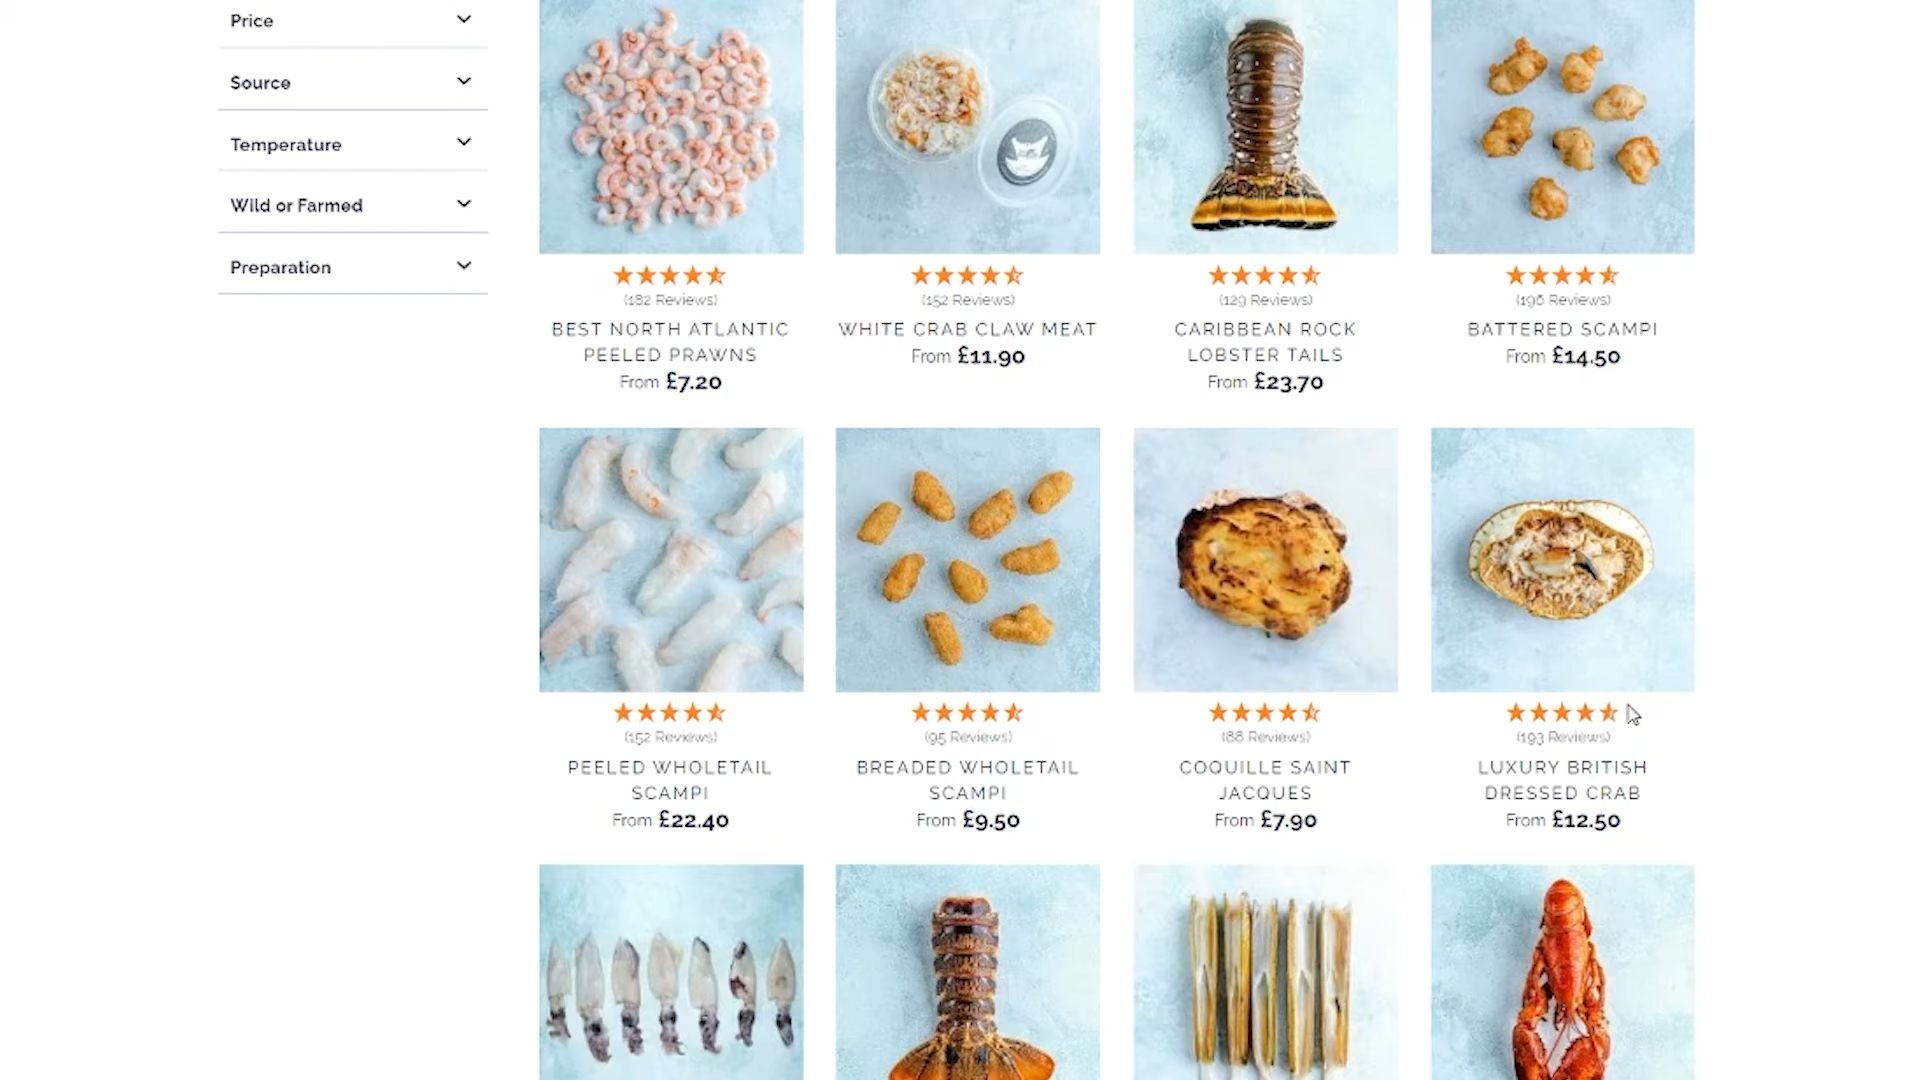 Price
Source
Temperature
Wild or Farmed
Preparation
(182 Reviews)
BEST NORTH ATLANTIC
PEELED PRAWNS
From £7.20
(152 Reviews)
WHITE CRAB CLAW MEAT
From £11.90
(129 Reviews)
CARIBBEAN ROCK
LOBSTER TAILS
From £23.70
(196 Reviews)
BATTERED SCAMPI
From £14.50
(152 Reviews)
PEELED WHOLETAIL
SCAMPI
From £22.40
(95 Reviews)
BREADED WHOLETAIL
SCAMPI
From £9.50
(88 Reviews)
COQUILLE SAINT
JACQUES
From £7.90
(193 Reviews)
LUXURY BRITISH
DRESSED CRAB
From £12.50